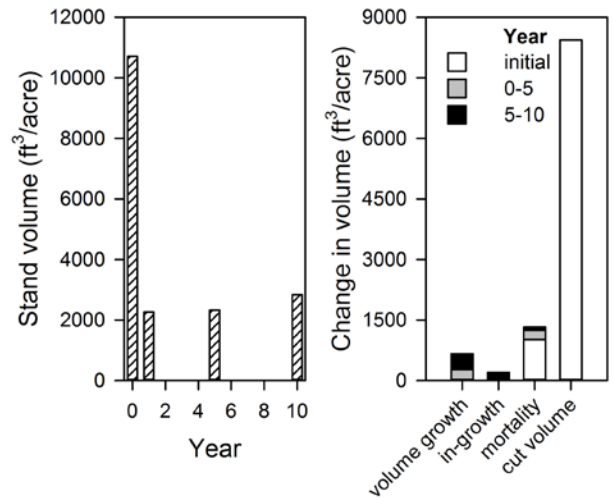 12000
10000
8000
6000
4000
2000
0
Stand volume (ft³/acre)
0 2 4 6 8 10
Year
9000
7500
6000
4500
3000
1500
0
Change in volume (ft³/acre)
Year
initial
0-5
5-10
volume growth
in-growth
mortality
cut volume